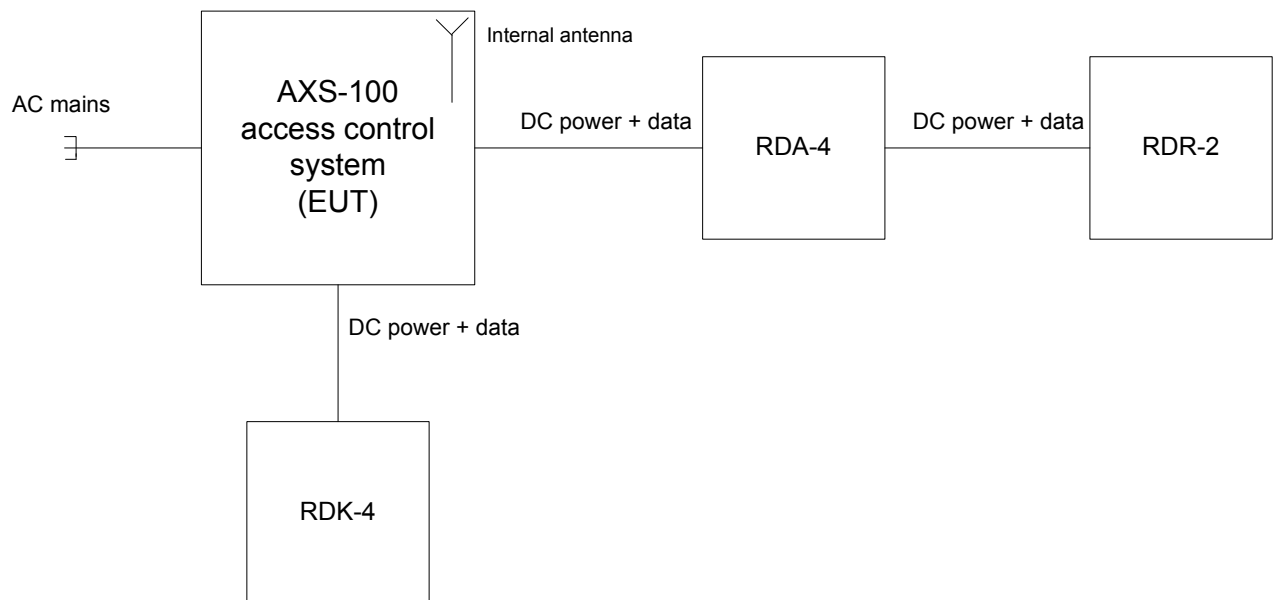 Internal antenna
AXS-100
access control
system
(EUT)
AC mains
DC power + data
RDA-4
DC power + data
RDR-2
DC power + data
RDK-4